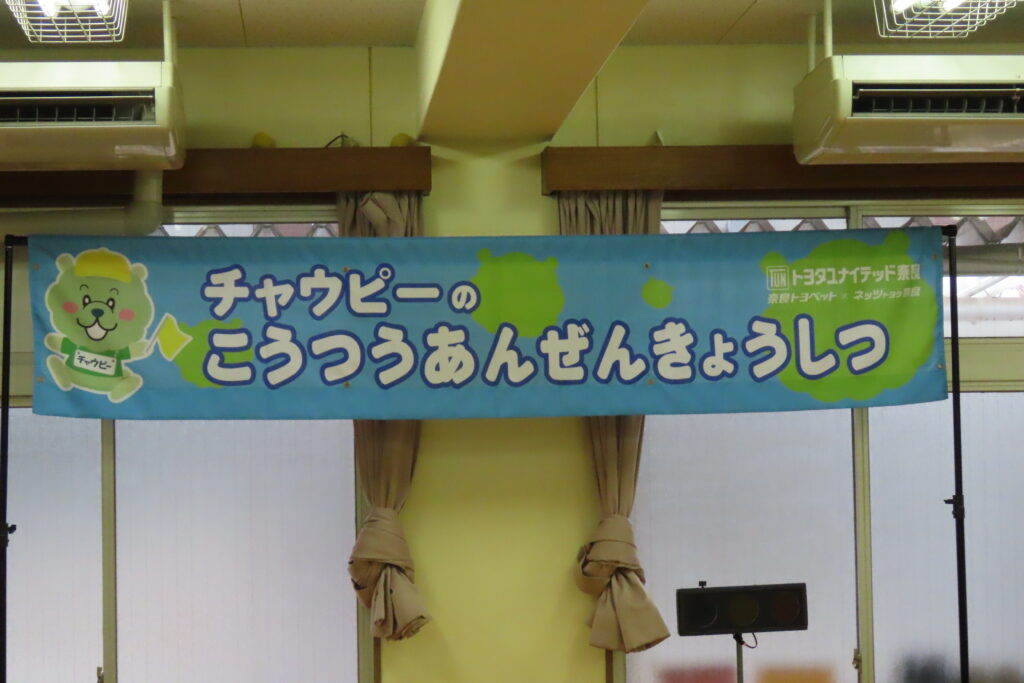 チャウピーの
こうつうあんぜんきょうしつ
TUN トヨタユナイテッド奈良
奈良トヨペット × ネッツトヨタ奈良
チャウピー